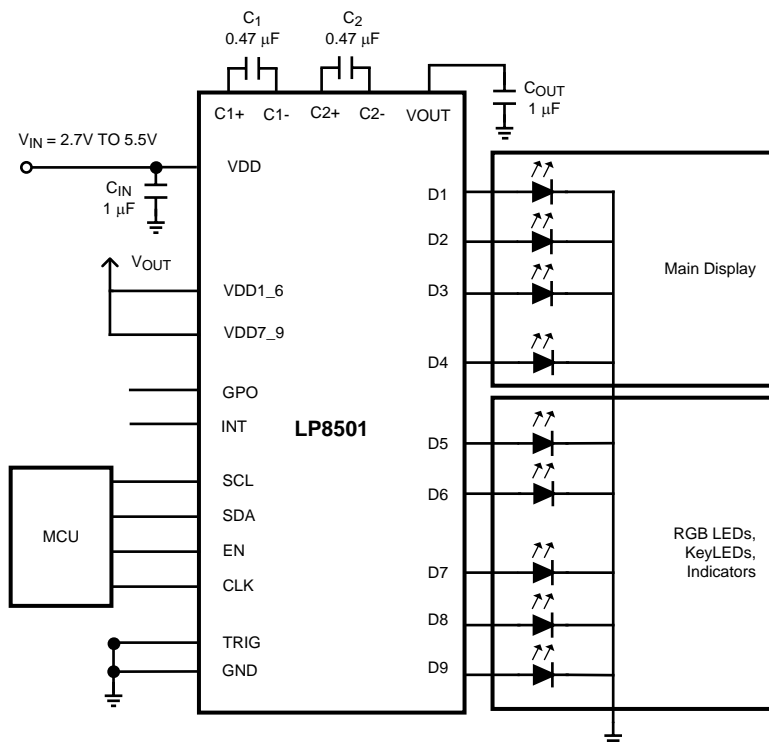 C1
0.47 μF
C2
0.47 μF
COUT
1 μF
C1+
C1-
C2+
C2-
VOUT
VIN = 2.7V TO 5.5V
CIN
1 μF
VDD
VOUT
VDD1_6
VDD7_9
GPO
INT
LP8501
MCU
SCL
SDA
EN
CLK
TRIG
GND
D1
D2
D3
D4
Main Display
D5
D6
D7
D8
D9
RGB LEDs,
KeyLEDs,
Indicators